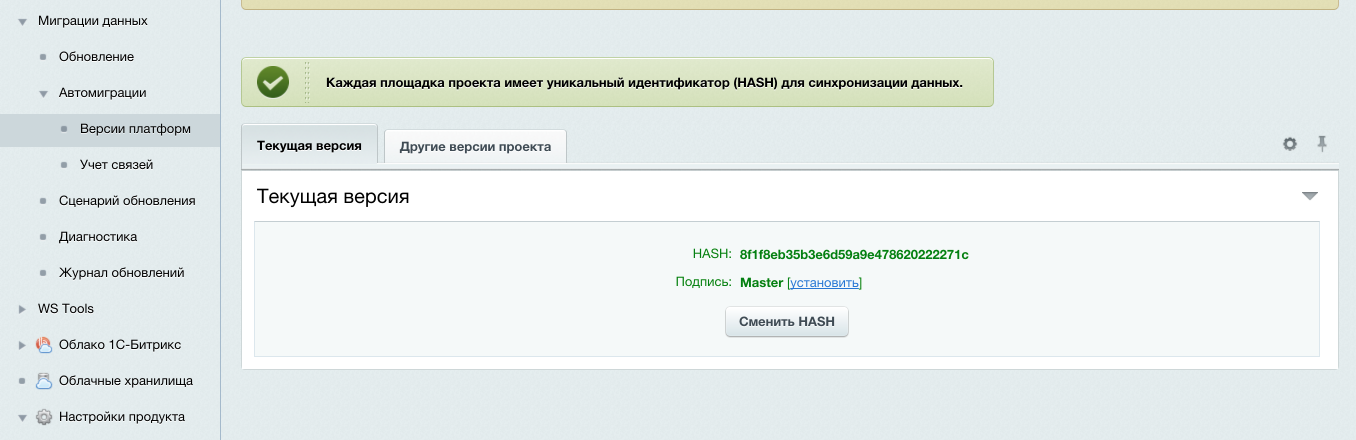 Миграции данных
Обновление
Автомиграции
Версии платформ
Учет связей
Сценарий обновления
Диагностика
Журнал обновлений
WS Tools
Облако 1С-Битрикс
Облачные хранилища
Настройки продукта
Каждая площадка проекта имеет уникальный идентификатор (HASH) для синхронизации данных.
Текущая версия
Другие версии проекта
Текущая версия
HASH: 8f1f8eb35b3e6d59a9e478620222271c
Подпись: Master [установить]
Сменить HASH